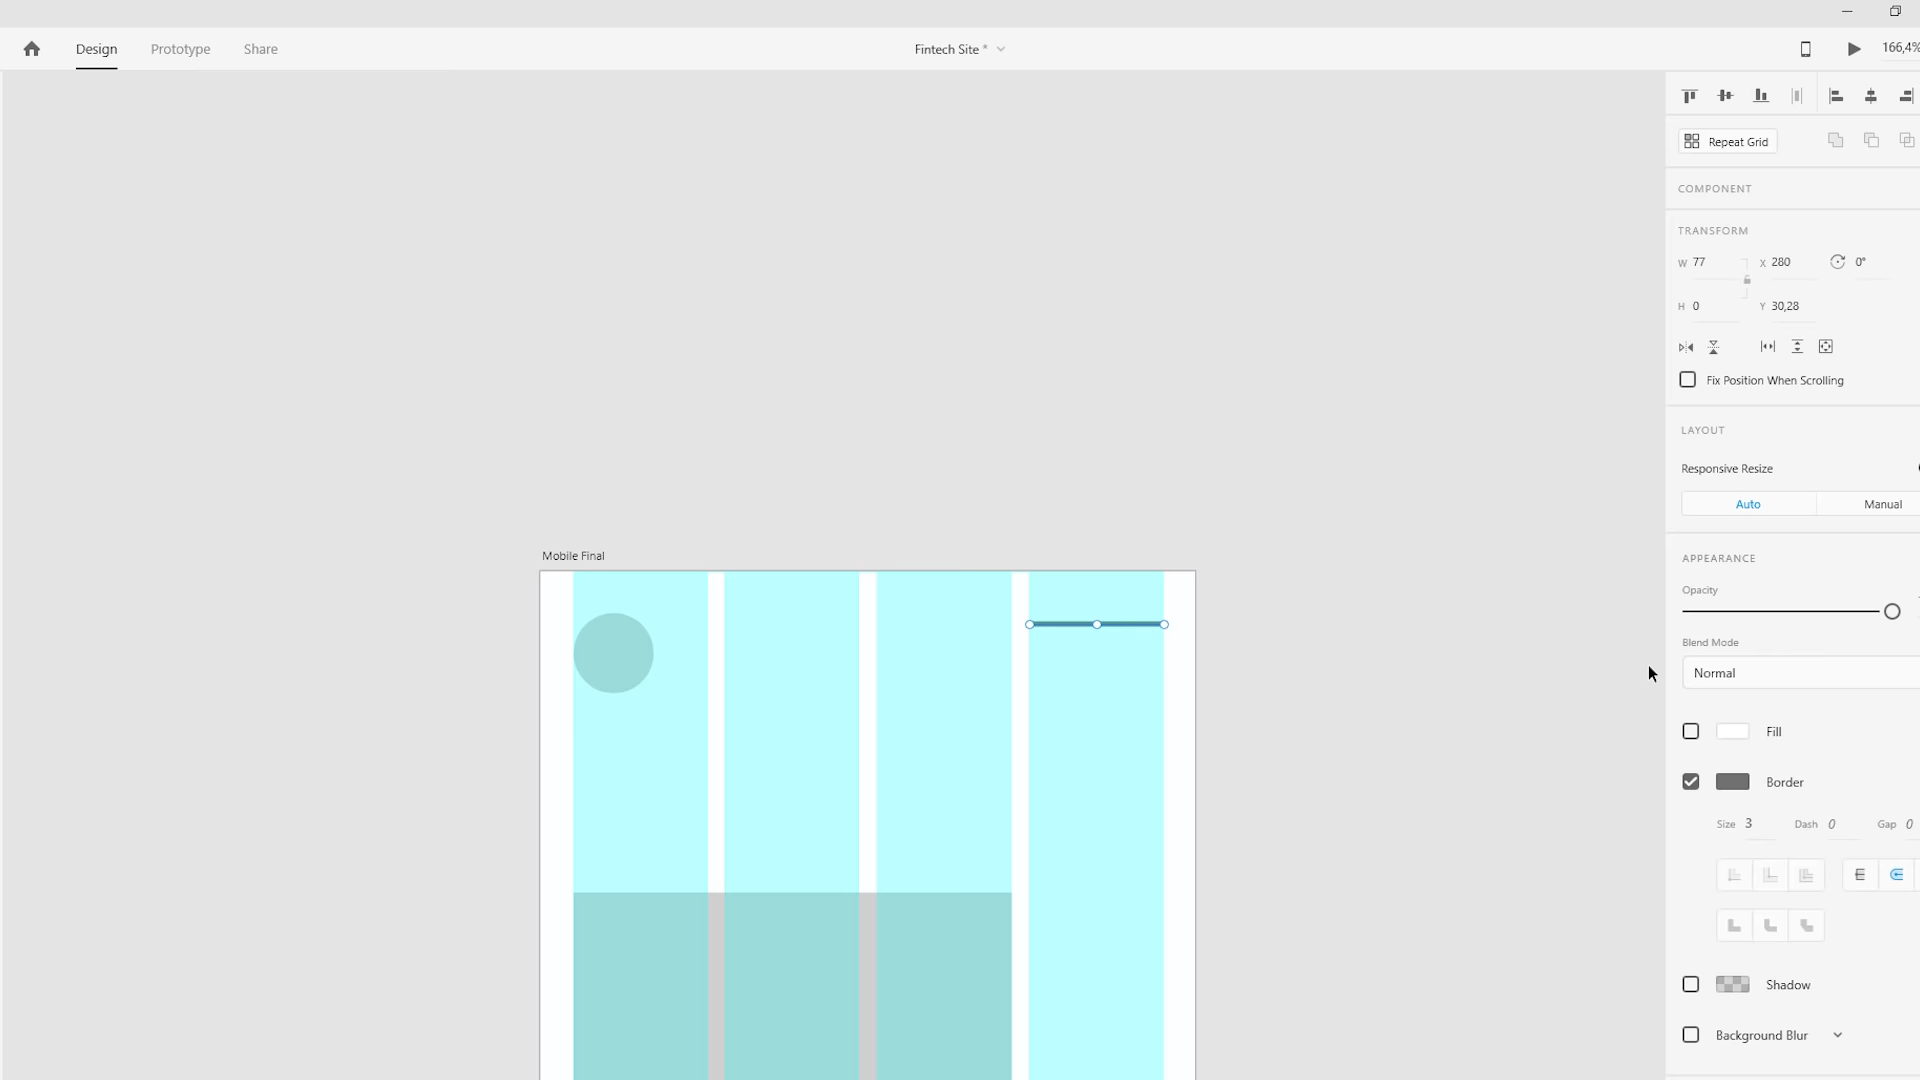 Design Prototype Share Fintech Site * 166,4%
Repeat Grid
COMPONENT
TRANSFORM
W 77 X 280 0°
H 0 Y 30,28
Fix Position When Scrolling
LAYOUT
Responsive Resize
Auto Manual
Mobile Final
APPEARANCE
Opacity
Blend Mode
Normal
Fill
Border
Size 3 Dash 0 Gap 0
Shadow
Background Blur